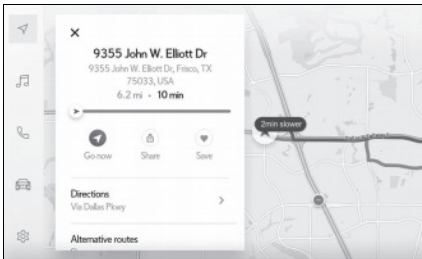 9355 John W. Elliott Dr
9355 John W. Elliott Dr, Frisco, TX
75033, USA
6.2 mi • 10 min
Go now
Share
Save
Directions
Via Dallas Pkwy
Alternative routes
2min slower